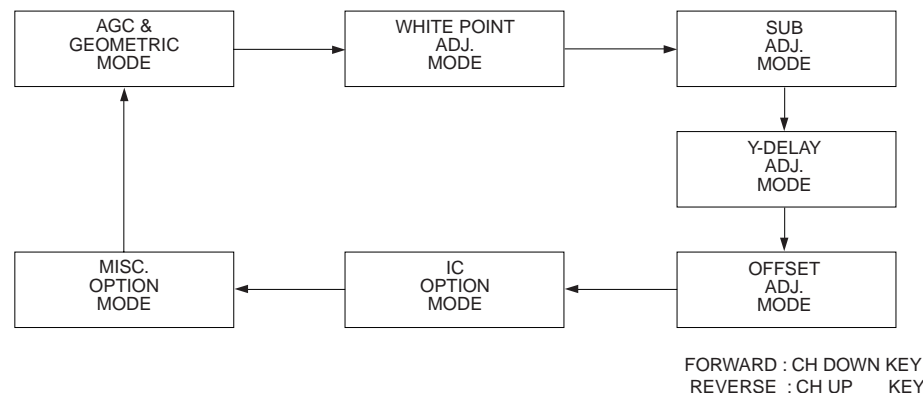 AGC &
GEOMETRIC
MODE
WHITE POINT
ADJ.
MODE
SUB
ADJ.
MODE
Y-DELAY
ADJ.
MODE
MISC.
OPTION
MODE
IC
OPTION
MODE
OFFSET
ADJ.
MODE
FORWARD : CH DOWN KEY
REVERSE : CH UP KEY